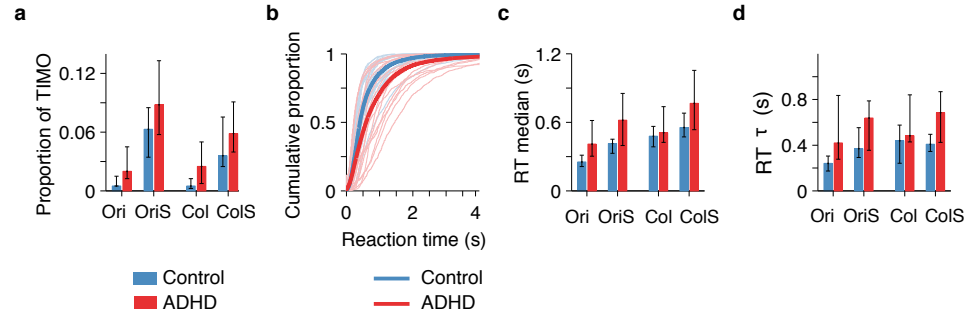 a
Proportion of TIMO
0.12
0.06
0
Ori OriS Col ColS
Control
ADHD
b
Cumulative proportion
1
0.5
0
0 2 4
Reaction time (s)
Control
ADHD
c
RT median (s)
1.2
0.6
0
Ori OriS Col ColS
d
RT τ (s)
0.8
0.4
0
Ori OriS Col ColS